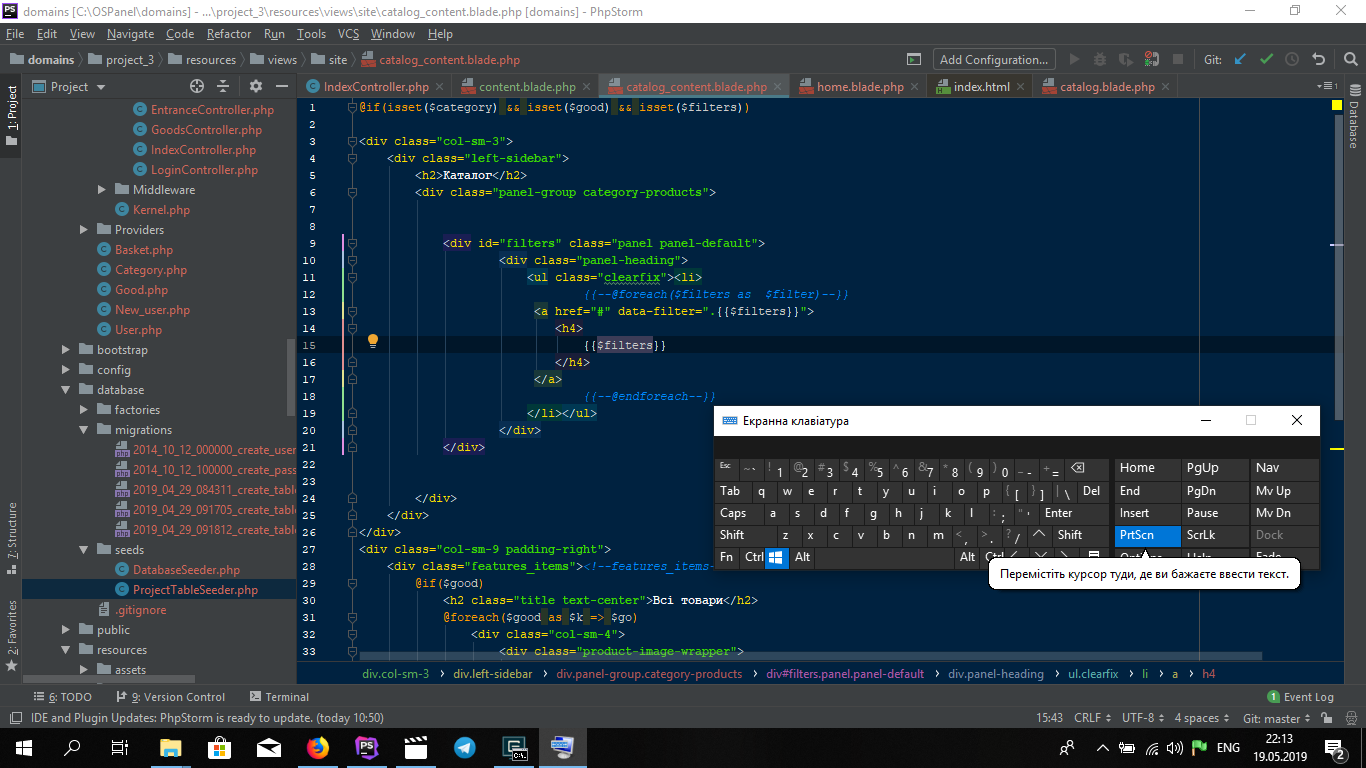 domains [C:\OSPanel\domains] - ...\project_3\resources\views\site\catalog_content.blade.php [domains] - PhpStorm
File Edit View Navigate Code Refactor Run Tools VCS Window Help
domains project_3 resources views site catalog_content.blade.php Add Configuration... Git:
Project
IndexController.php content.blade.php catalog_content.blade.php home.blade.php index.html catalog.blade.php
1: Project
7: Structure
2: Favorites
Database
EntranceController.php
GoodsController.php
IndexController.php
LoginController.php
Middleware
Kernel.php
Providers
Basket.php
Category.php
Good.php
New_user.php
User.php
bootstrap
config
database
factories
migrations
2014_10_12_000000_create_user
2014_10_12_100000_create_pass
2019_04_29_084311_create_table
2019_04_29_091705_create_table
2019_04_29_091812_create_table
seeds
DatabaseSeeder.php
ProjectTableSeeder.php
.gitignore
public
resources
assets
1 @if(isset($category) && isset($good) && isset($filters))
2
3 <div class="col-sm-3">
4 <div class="left-sidebar">
5 <h2>Каталог</h2>
6 <div class="panel-group category-products">
7
8
9 <div id="filters" class="panel panel-default">
10 <div class="panel-heading">
11 <ul class="clearfix"><li>
12 {{--@foreach($filters as $filter)--}}
13 <a href="#" data-filter=".{{$filters}}">
14 <h4>
15 {{$filters}}
16 </h4>
17 </a>
18 {{--@endforeach--}}
19 </li></ul>
20 </div>
21 </div>
22
23
24 </div>
25 </div>
26 </div>
27 <div class="col-sm-9 padding-right">
28 <div class="features_items"><!--features_items-
29 @if($good)
30 <h2 class="title text-center">Всі товари</h2>
31 @foreach($good as $k => $go)
32 <div class="col-sm-4">
33 <div class="product-image-wrapper">
Екранна клавіатура
Esc ~ ` ! 1 @ 2 # 3 $ 4 % 5 ^ 6 & 7 * 8 ( 9 ) 0 _ - + = Home PgUp Nav
Tab q w e r t y u i o p { [ } ] | \ Del End PgDn Mv Up
Caps a s d f g h j k l : ; " ' Enter Insert Pause Mv Dn
Shift z x c v b n m < , > . ? / Shift PrtScn ScrLk Dock
Fn Ctrl Alt Alt Ctrl Options Help Fade
Перемістіть курсор туди, де ви бажаєте ввести текст.
div.col-sm-3 div.left-sidebar div.panel-group.category-products div#filters.panel.panel-default div.panel-heading ul.clearfix li a h4
6: TODO 9: Version Control Terminal 1 Event Log
IDE and Plugin Updates: PhpStorm is ready to update. (today 10:50) 15:43 CRLF UTF-8 4 spaces Git: master
ENG 22:13
19.05.2019
2